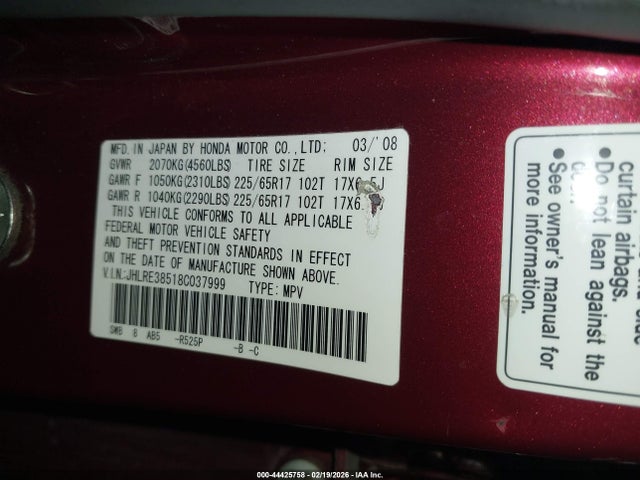 MFD. IN JAPAN BY HONDA MOTOR CO., LTD: 03/'08
GVWR 2070KG(4560LBS) TIRE SIZE RIM SIZE
GAWR F 1050KG(2310LBS) 225/65R17 102T
GAWR R 1040KG(2290LBS) 225/65R17 102T
THIS VEHICLE CONFORMS TO ALL APPLICABLE
FEDERAL MOTOR VEHICLE SAFETY
AND THEFT PREVENTION STANDARDS IN EFFECT
ON THE DATE OF MANUFACTURE SHOWN ABOVE.
V.I.N:JHLRE38518C037999 TYPE: MPV
SWB 8 AB5 -R525P -B -C
airbags.
● Do not lean against the
● See owner's manual for
more information.
000-44425758 - 02/19/2026 - IAA Inc.